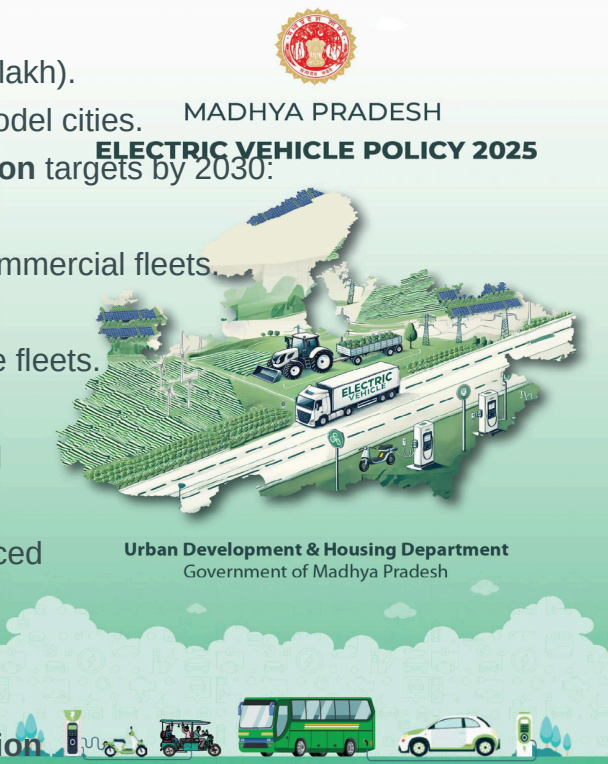 lakh).
MADHYA PRADESH
odel cities.
ELECTRIC VEHICLE POLICY 2025
on targets by 2030:
mmercial fleets.
e fleets.
ELECTRIC
VEHICLE
ced
Urban Development & Housing Department
Government of Madhya Pradesh
ion